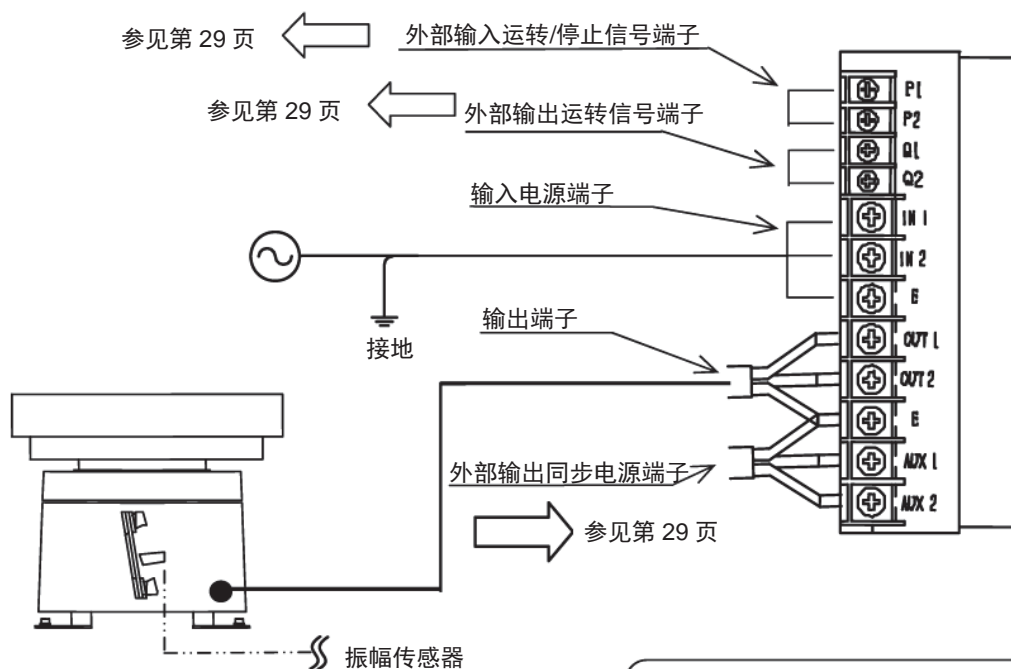 参见第 29 页
外部输入运转/停止信号端子
参见第 29 页
外部输出运转信号端子
输入电源端子
接地
输出端子
外部输出同步电源端子
参见第 29 页
振幅传感器
P1
P2
Q1
Q2
IN 1
IN 2
E
OUT 1
OUT 2
E
AUX 1
AUX 2